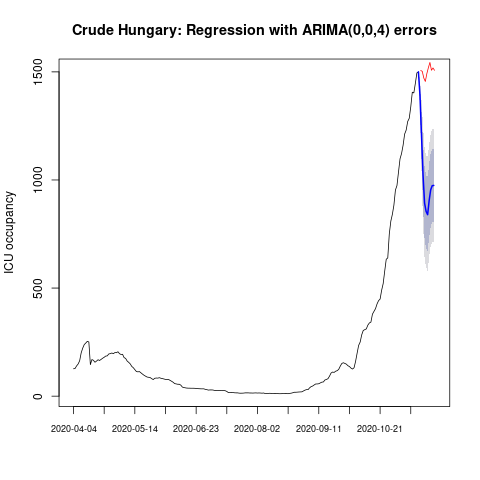 Crude Hungary: Regression with ARIMA(0,0,4) errors
ICU occupancy
1500
1000
500
0
2020-04-04 2020-05-14 2020-06-23 2020-08-02 2020-09-11 2020-10-21